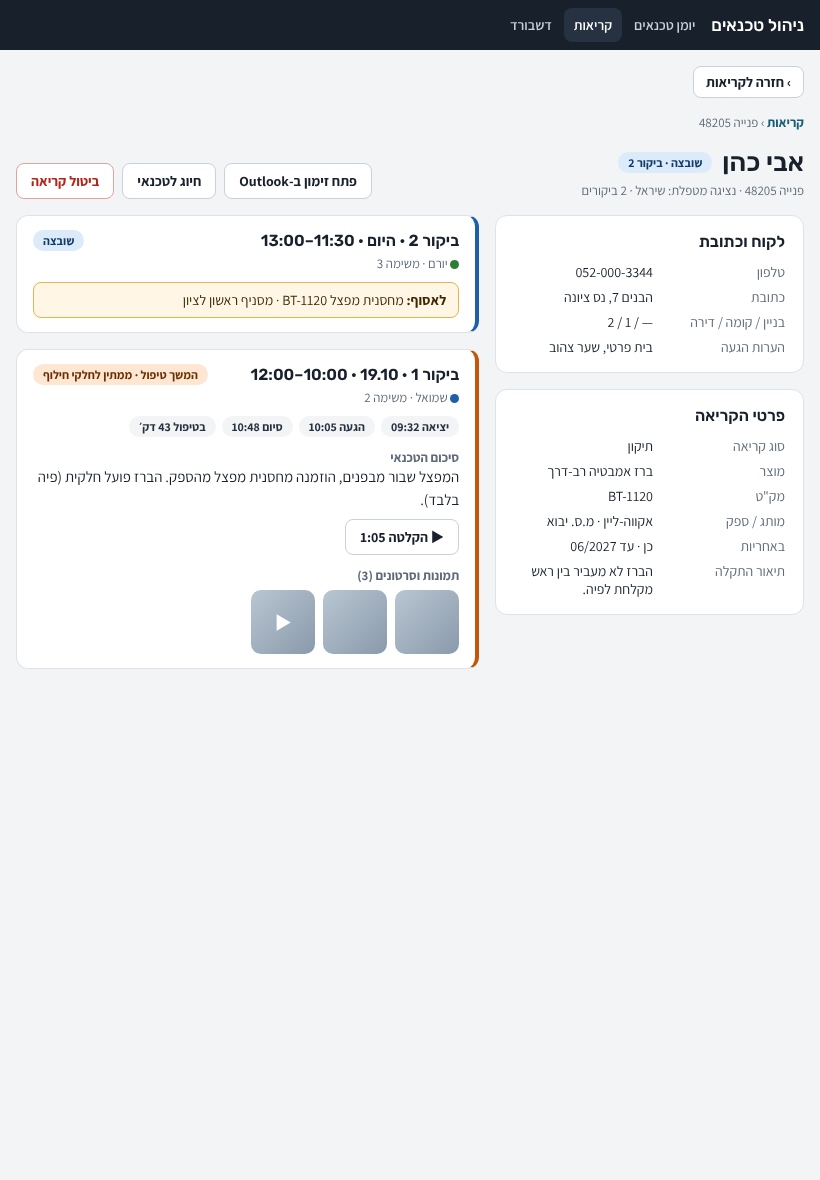 ניהול טכנאים
יומן טכנאים
קריאות
דשבורד
› חזרה לקריאות
קריאות › פנייה 48205
אבי כהן
שובצה · ביקור 2
פנייה 48205 · נציגה מטפלת: שיראל · 2 ביקורים
פתח זימון ב-Outlook
חיוג לטכנאי
ביטול קריאה
לקוח וכתובת
טלפון 052-000-3344
כתובת הבנים 7, נס ציונה
בניין / קומה / דירה — / 1 / 2
הערות הגעה בית פרטי, שער צהוב
פרטי הקריאה
סוג קריאה תיקון
מוצר ברז אמבטיה רב-דרך
מק"ט BT-1120
מותג / ספק אקווה-ליין · מ.ס. יבוא
באחריות כן · עד 06/2027
תיאור התקלה הברז לא מעביר בין ראש
מקלחת לפיה.
ביקור 2 • היום • 11:30–13:00
שובצה
יורם · משימה 3
לאסוף: מחסנית מפצל BT-1120 · מסניף ראשון לציון
ביקור 1 • 19.10 • 10:00–12:00
המשך טיפול · ממתין לחלקי חילוף
שמואל · משימה 2
יציאה 09:32
הגעה 10:05
סיום 10:48
בטיפול 43 דק׳
סיכום הטכנאי
המפצל שבור מבפנים, הוזמנה מחסנית מפצל מהספק. הברז פועל חלקית (פיה
בלבד).
▶ הקלטה 1:05
תמונות וסרטונים (3)